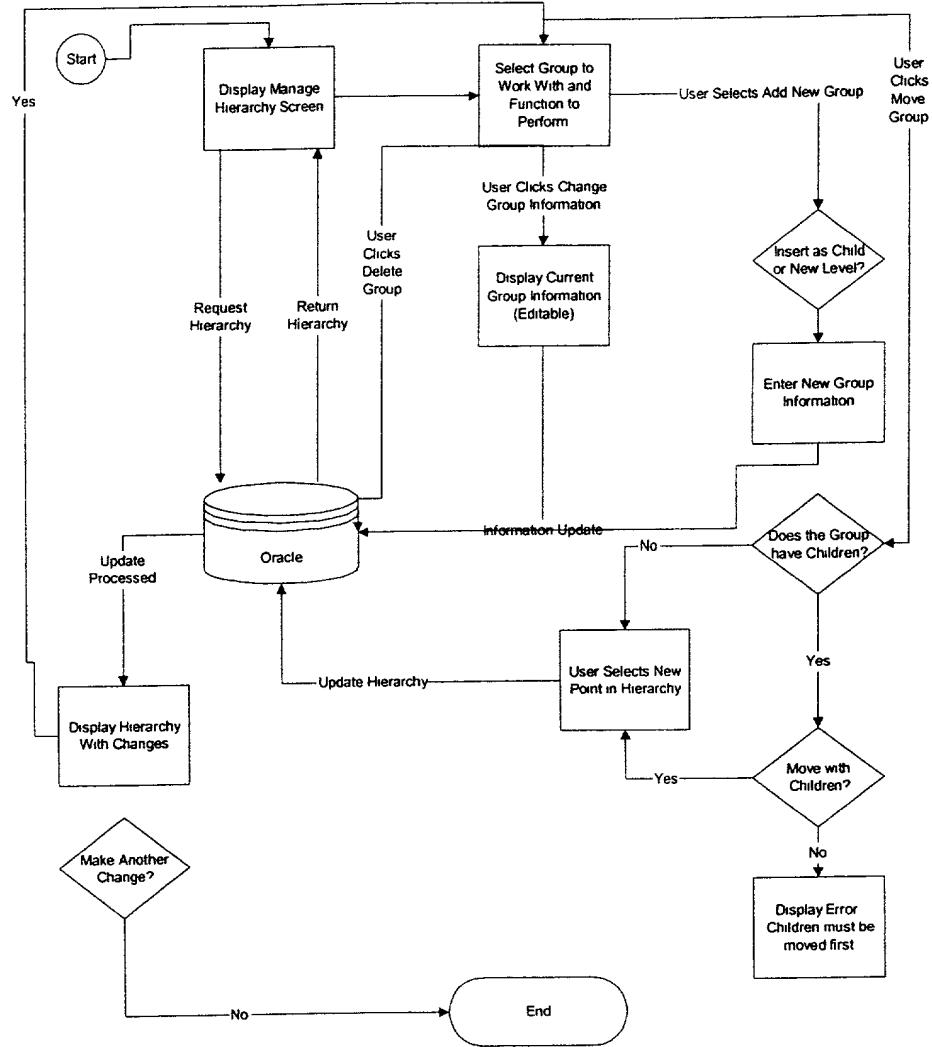 Start
Yes
Display Manage
Hierarchy Screen
Select Group to
Work With and
Function to
Perform
User Selects Add New Group
User
Clicks
Move
Group
User Clicks Change
Group Information
User
Clicks
Delete
Group
Insert as Child
or New Level?
Display Current
Group Information
(Editable)
Request
Hierarchy
Return
Hierarchy
Enter New Group
Information
Information Update
Oracle
Does the Group
have Children?
No
Update
Processed
Yes
User Selects New
Point in Hierarchy
Update Hierarchy
Display Hierarchy
With Changes
Move with
Children?
Yes
No
Make Another
Change?
Display Error
Children must be
moved first
No
End